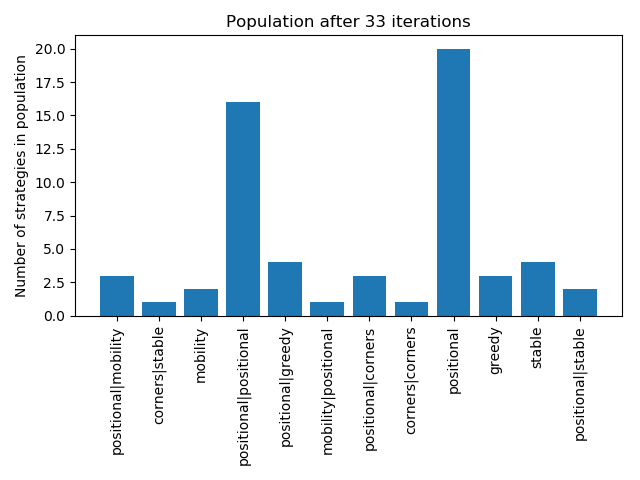 Population after 33 iterations
Number of strategies in population
20.0
17.5
15.0
12.5
10.0
7.5
5.0
2.5
0.0
positional|mobility
corners|stable
mobility
positional|positional
positional|greedy
mobility|positional
positional|corners
corners|corners
positional
greedy
stable
positional|stable